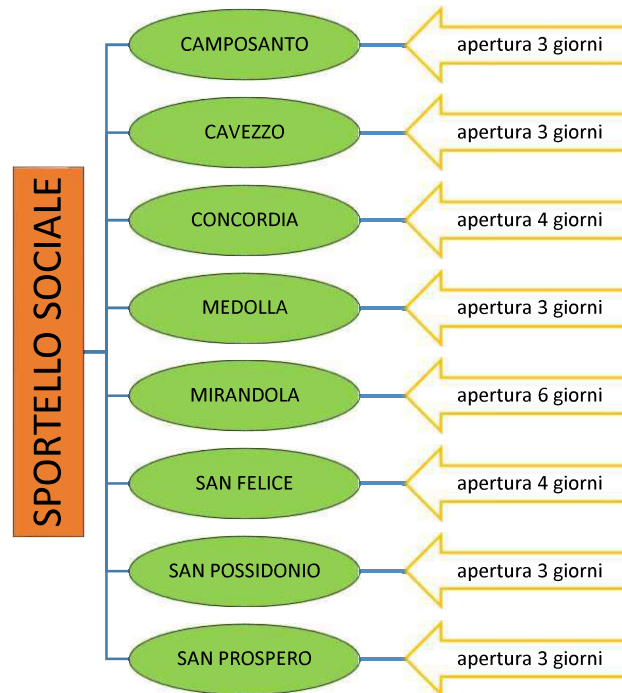 SPORTELLO SOCIALE
CAMPOSANTO
apertura 3 giorni
CAVEZZO
apertura 3 giorni
CONCORDIA
apertura 4 giorni
MEDOLLA
apertura 3 giorni
MIRANDOLA
apertura 6 giorni
SAN FELICE
apertura 4 giorni
SAN POSSIDONIO
apertura 3 giorni
SAN PROSPERO
apertura 3 giorni